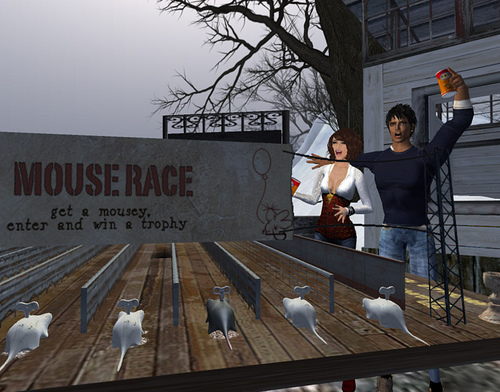 MOUSE RACE
get a mousey,
enter and win a trophy